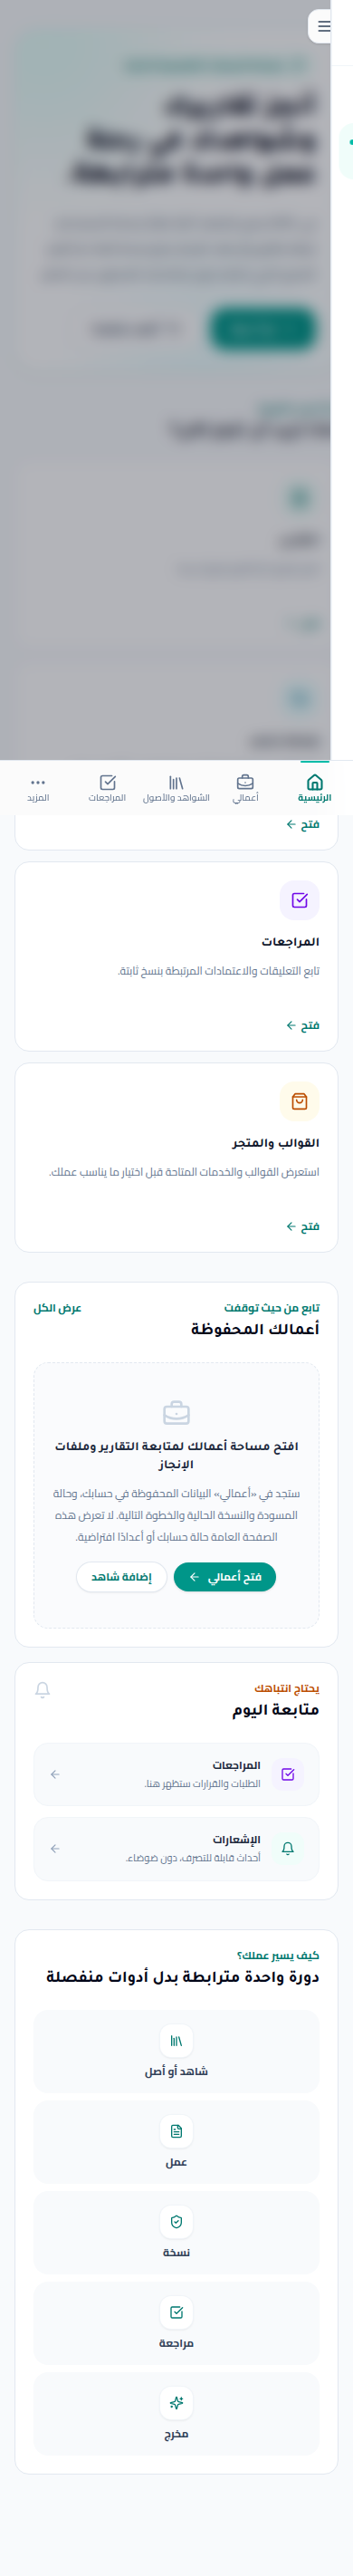 الرئيسية
أعمالي
الشواهد والأصول
المراجعات
المزيد
فتح ←
المراجعات
تابع التعليقات والاعتمادات المرتبطة بنسخ ثابتة.
فتح ←
القوالب والمتجر
استعرض القوالب والخدمات المتاحة قبل اختيار ما يناسب عملك.
فتح ←
تابع من حيث توقفت
عرض الكل
أعمالك المحفوظة
افتح مساحة أعمالك لمتابعة التقارير وملفات
الإنجاز
ستجد في «أعمالي» البيانات المحفوظة في حسابك، وحالة
المسودة والنسخة الحالية والخطوة التالية. لا تعرض هذه
الصفحة العامة حالة حسابك أو أعدادًا افتراضية.
فتح أعمالي ←
إضافة شاهد
يحتاج انتباهك
متابعة اليوم
المراجعات
الطلبات والقرارات ستظهر هنا.
الإشعارات
أحداث قابلة للتصرف، دون ضوضاء.
كيف يسير عملك؟
دورة واحدة مترابطة بدل أدوات منفصلة
شاهد أو أصل
عمل
نسخة
مراجعة
مخرج